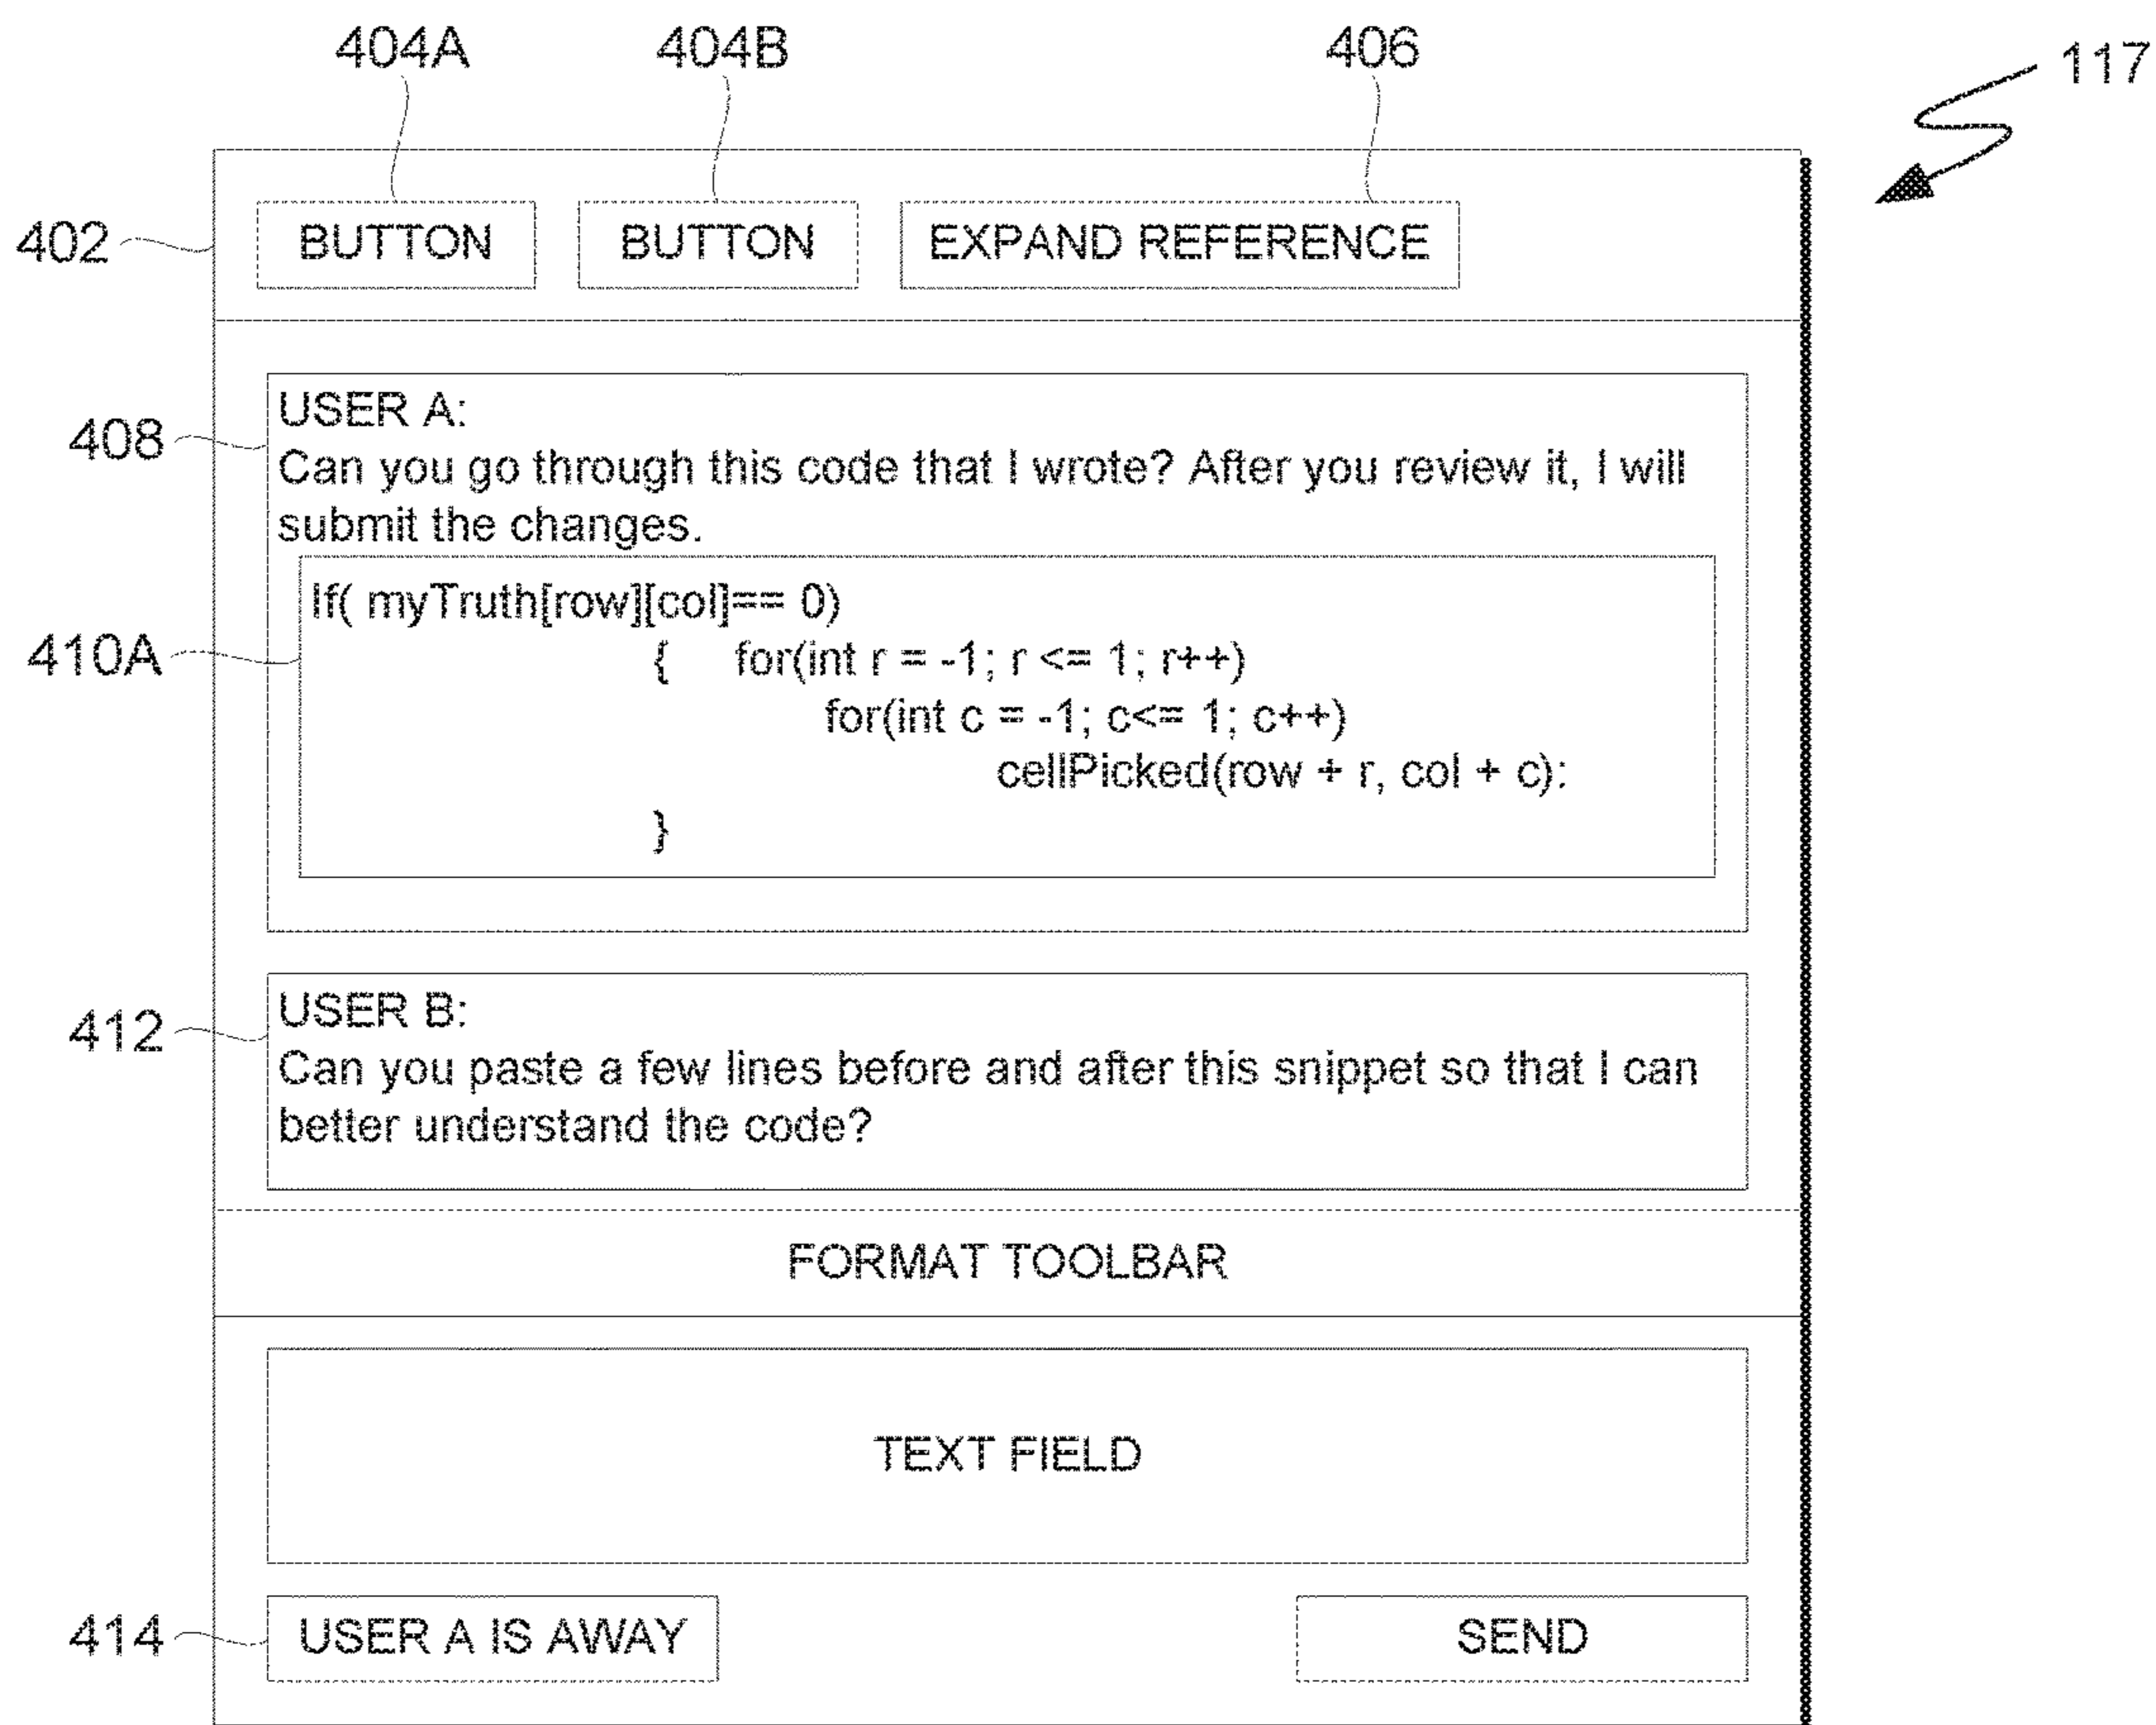 404A 404B 406 117
402 BUTTON BUTTON EXPAND REFERENCE
USER A:
408 Can you go through this code that I wrote? After you review it, I will
submit the changes.
If( myTruth[row][col]== 0)
410A { for(int r = -1; r <= 1; r++)
for(int c = -1; c<= 1; c++)
cellPicked(row + r, col + c):
}
USER B:
412 Can you paste a few lines before and after this snippet so that I can
better understand the code?
FORMAT TOOLBAR
TEXT FIELD
414 USER A IS AWAY SEND